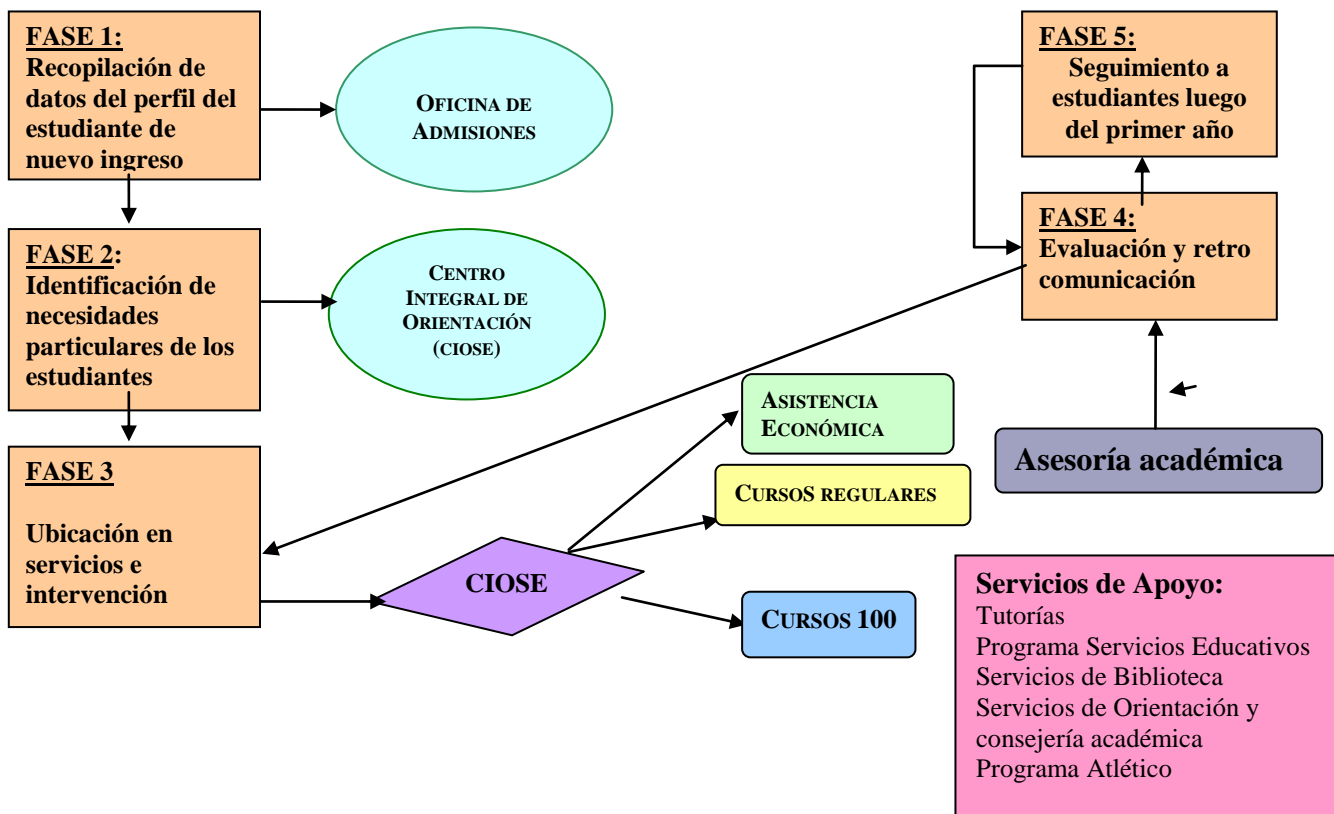 FASE 1:
Recopilación de
datos del perfil del
estudiante de
nuevo ingreso
OFICINA DE
ADMISIONES
FASE 2:
Identificación de
necesidades
particulares de los
estudiantes
CENTRO
INTEGRAL DE
ORIENTACIÓN
(CIOSE)
FASE 3
Ubicación en
servicios e
intervención
CIOSE
ASISTENCIA
ECONÓMICA
CURSOS REGULARES
CURSOS 100
FASE 5:
Seguimiento a
estudiantes luego
del primer año
FASE 4:
Evaluación y retro
comunicación
Asesoría académica
Servicios de Apoyo:
Tutorías
Programa Servicios Educativos
Servicios de Biblioteca
Servicios de Orientación y
consejería académica
Programa Atlético